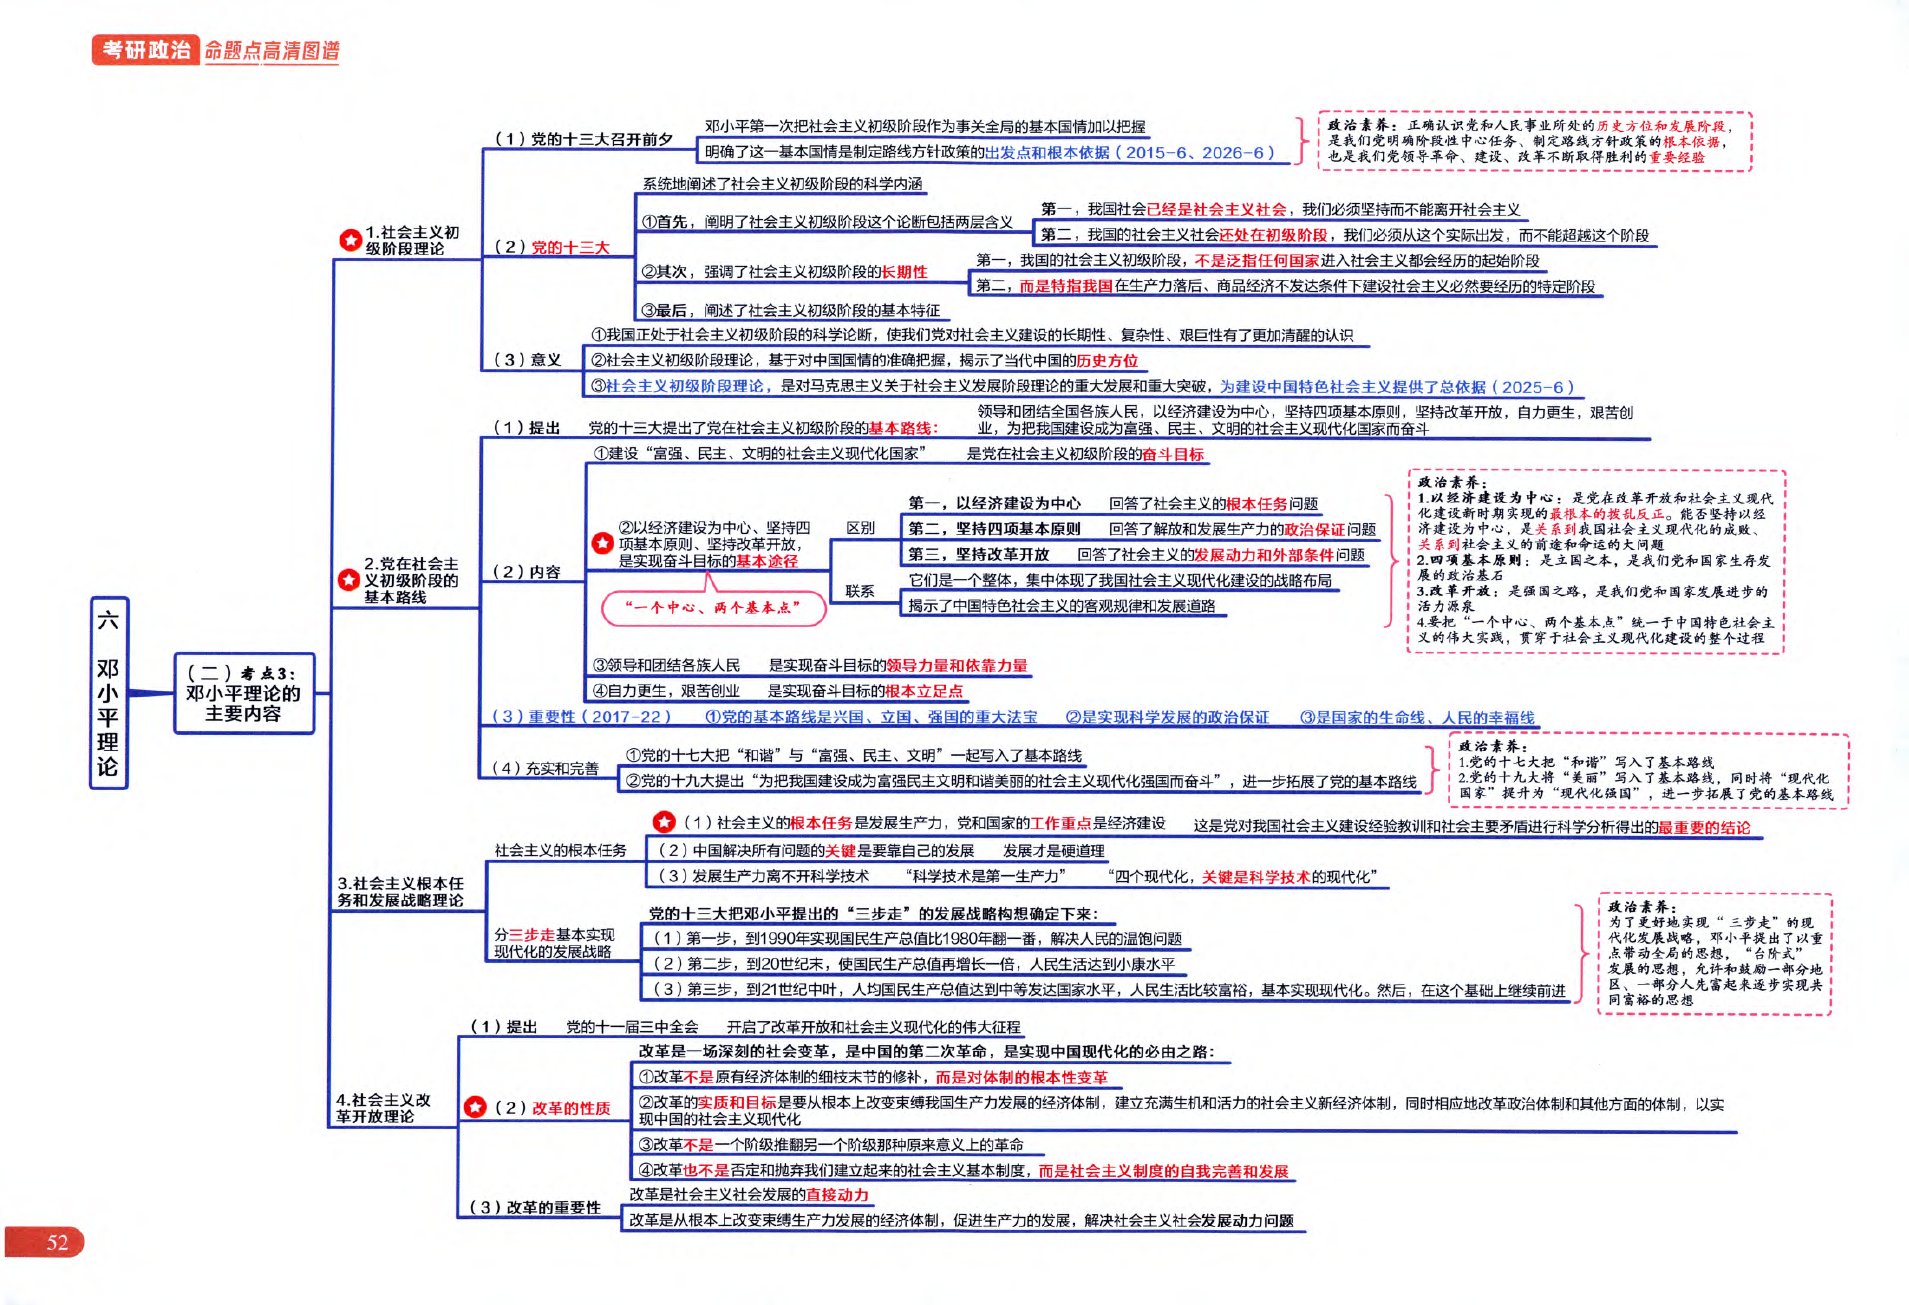 考研政治 命题点高清图谱
六 邓小平理论
（二）考点3：
邓小平理论的
主要内容
1.社会主义初
级阶段理论
（1）党的十三大召开前夕
邓小平第一次把社会主义初级阶段作为事关全局的基本国情加以把握
明确了这一基本国情是制定路线方针政策的出发点和根本依据（2015-6、2026-6）
政治素养：正确认识党和人民事业所处的历史方位和发展阶段，
是我们党明确阶段性中心任务、制定路线方针政策的根本依据，
也是我们党领导革命、建设、改革不断取得胜利的重要经验
（2）党的十三大
系统地阐述了社会主义初级阶段的科学内涵
①首先，阐明了社会主义初级阶段这个论断包括两层含义
第一，我国社会已经是社会主义社会，我们必须坚持而不能离开社会主义
第二，我国的社会主义社会还处在初级阶段，我们必须从这个实际出发，而不能超越这个阶段
②其次，强调了社会主义初级阶段的长期性
第一，我国的社会主义初级阶段，不是泛指任何国家进入社会主义都会经历的起始阶段
第二，而是特指我国在生产力落后、商品经济不发达条件下建设社会主义必然要经历的特定阶段
③最后，阐述了社会主义初级阶段的基本特征
（3）意义
①我国正处于社会主义初级阶段的科学论断，使我们党对社会主义建设的长期性、复杂性、艰巨性有了更加清醒的认识
②社会主义初级阶段理论，基于对中国国情的准确把握，揭示了当代中国的历史方位
③社会主义初级阶段理论，是对马克思主义关于社会主义发展阶段理论的重大发展和重大突破，为建设中国特色社会主义提供了总依据（2025-6）
2.党在社会主
义初级阶段的
基本路线
（1）提出
党的十三大提出了党在社会主义初级阶段的基本路线：
领导和团结全国各族人民，以经济建设为中心，坚持四项基本原则，坚持改革开放，自力更生，艰苦创
业，为把我国建设成为富强、民主、文明的社会主义现代化国家而奋斗
（2）内容
①建设“富强、民主、文明的社会主义现代化国家” 是党在社会主义初级阶段的奋斗目标
②以经济建设为中心、坚持四
项基本原则、坚持改革开放，
是实现奋斗目标的基本途径
“一个中心、两个基本点”
区别
第一，以经济建设为中心 回答了社会主义的根本任务问题
第二，坚持四项基本原则 回答了解放和发展生产力的政治保证问题
第三，坚持改革开放 回答了社会主义的发展动力和外部条件问题
联系
它们是一个整体，集中体现了我国社会主义现代化建设的战略布局
揭示了中国特色社会主义的客观规律和发展道路
政治素养：
1.以经济建设为中心：是党在改革开放和社会主义现代
化建设新时期实现的最根本的拨乱反正。能否坚持以经
济建设为中心，是关系到我国社会主义现代化的成败、
关系到社会主义的前途和命运的大问题
2.四项基本原则：是立国之本，是我们党和国家生存发
展的政治基石
3.改革开放：是强国之路，是我们党和国家发展进步的
活力源泉
4.要把“一个中心、两个基本点”统一于中国特色社会主
义的伟大实践，贯穿于社会主义现代化建设的整个过程
③领导和团结各族人民 是实现奋斗目标的领导力量和依靠力量
④自力更生，艰苦创业 是实现奋斗目标的根本立足点
（3）重要性（2017-22） ①党的基本路线是兴国、立国、强国的重大法宝 ②是实现科学发展的政治保证 ③是国家的生命线、人民的幸福线
（4）充实和完善
①党的十七大把“和谐”与“富强、民主、文明”一起写入了基本路线
②党的十九大提出“为把我国建设成为富强民主文明和谐美丽的社会主义现代化强国而奋斗”，进一步拓展了党的基本路线
政治素养：
1.党的十七大把“和谐”写入了基本路线
2.党的十九大将“美丽”写入了基本路线，同时将“现代化
国家”提升为“现代化强国”，进一步拓展了党的基本路线
3.社会主义根本任
务和发展战略理论
社会主义的根本任务
（1）社会主义的根本任务是发展生产力，党和国家的工作重点是经济建设 这是党对我国社会主义建设经验教训和社会主要矛盾进行科学分析得出的最重要的结论
（2）中国解决所有问题的关键是要靠自己的发展 发展才是硬道理
（3）发展生产力离不开科学技术 “科学技术是第一生产力” “四个现代化，关键是科学技术的现代化”
分三步走基本实现
现代化的发展战略
党的十三大把邓小平提出的“三步走”的发展战略构想确定下来：
（1）第一步，到1990年实现国民生产总值比1980年翻一番，解决人民的温饱问题
（2）第二步，到20世纪末，使国民生产总值再增长一倍，人民生活达到小康水平
（3）第三步，到21世纪中叶，人均国民生产总值达到中等发达国家水平，人民生活比较富裕，基本实现现代化。然后，在这个基础上继续前进
政治素养：
为了更好地实现“三步走”的现
代化发展战略，邓小平提出了以重
点带动全局的思想，“台阶式”
发展的思想，允许和鼓励一部分地
区、一部分人先富起来逐步实现共
同富裕的思想
4.社会主义改
革开放理论
（1）提出 党的十一届三中全会 开启了改革开放和社会主义现代化的伟大征程
（2）改革的性质
改革是一场深刻的社会变革，是中国的第二次革命，是实现中国现代化的必由之路：
①改革不是原有经济体制的细枝末节的修补，而是对体制的根本性变革
②改革的实质和目标是要从根本上改变束缚我国生产力发展的经济体制，建立充满生机和活力的社会主义新经济体制，同时相应地改革政治体制和其他方面的体制，以实
现中国的社会主义现代化
③改革不是一个阶级推翻另一个阶级那种原来意义上的革命
④改革也不是否定和抛弃我们建立起来的社会主义基本制度，而是社会主义制度的自我完善和发展
（3）改革的重要性
改革是社会主义社会发展的直接动力
改革是从根本上改变束缚生产力发展的经济体制，促进生产力的发展，解决社会主义社会发展动力问题
52